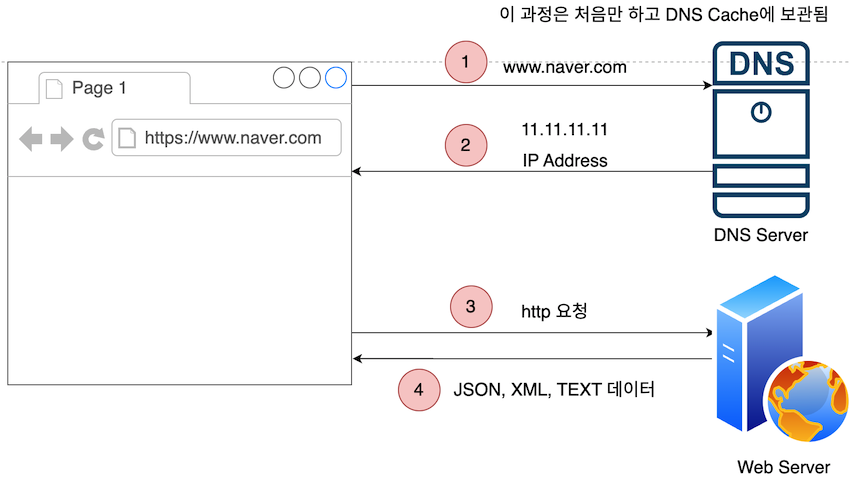 이 과정은 처음만 하고 DNS Cache에 보관됨
1
www.naver.com
DNS
Page 1
https://www.naver.com
11.11.11.11
2
IP Address
DNS Server
3
http 요청
4
JSON, XML, TEXT 데이터
Web Server